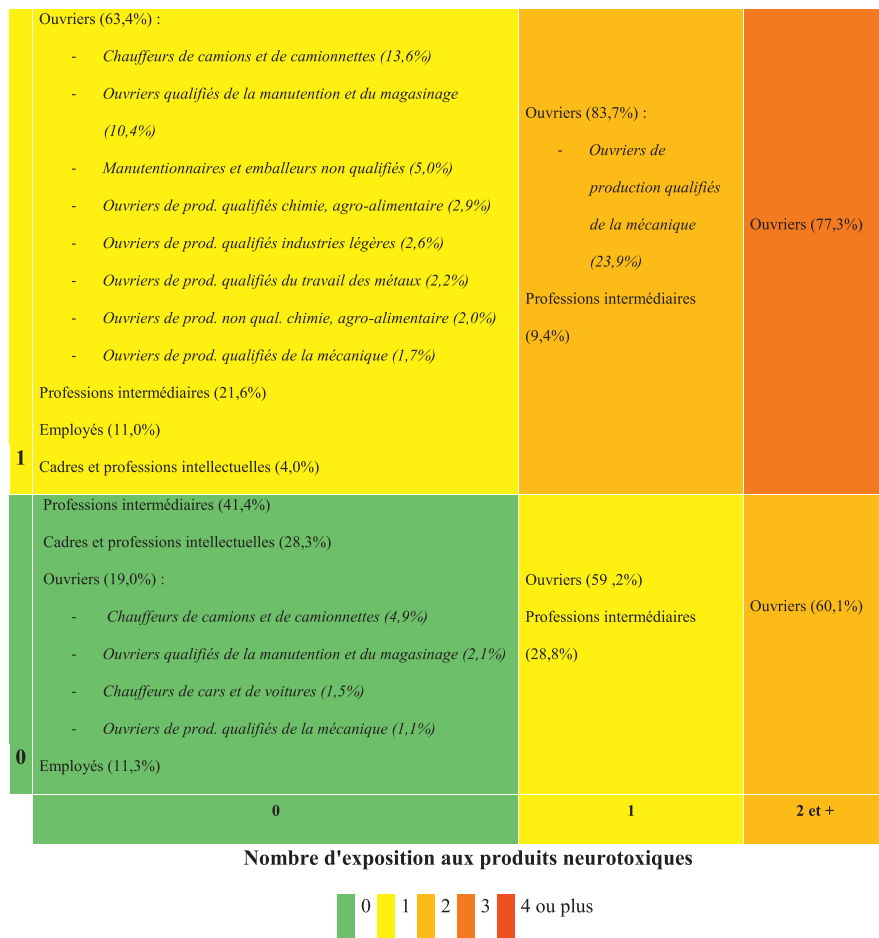 Ouvriers (63,4%) :
- Chauffeurs de camions et de camionnettes (13,6%)
- Ouvriers qualifiés de la manutention et du magasinage
(10,4%)
- Manutentionnaires et emballeurs non qualifiés (5,0%)
- Ouvriers de prod. qualifiés chimie, agro-alimentaire (2,9%)
- Ouvriers de prod. qualifiés industries légères (2,6%)
- Ouvriers de prod. qualifiés du travail des métaux (2,2%)
- Ouvriers de prod. non qual. chimie, agro-alimentaire (2,0%)
- Ouvriers de prod. qualifiés de la mécanique (1,7%)
Professions intermédiaires (21,6%)
Employés (11,0%)
1
Cadres et professions intellectuelles (4,0%)
Ouvriers (83,7%) :
- Ouvriers de
production qualifiés
de la mécanique
(23,9%)
Professions intermédiaires
(9,4%)
Ouvriers (77,3%)
Professions intermédiaires (41,4%)
Cadres et professions intellectuelles (28,3%)
Ouvriers (19,0%) :
- Chauffeurs de camions et de camionnettes (4,9%)
- Ouvriers qualifiés de la manutention et du magasinage (2,1%)
- Chauffeurs de cars et de voitures (1,5%)
- Ouvriers de prod. qualifiés de la mécanique (1,1%)
0
Employés (11,3%)
Ouvriers (59 ,2%)
Professions intermédiaires
(28,8%)
Ouvriers (60,1%)
0 1 2 et +
Nombre d'exposition aux produits neurotoxiques
0 1 2 3 4 ou plus